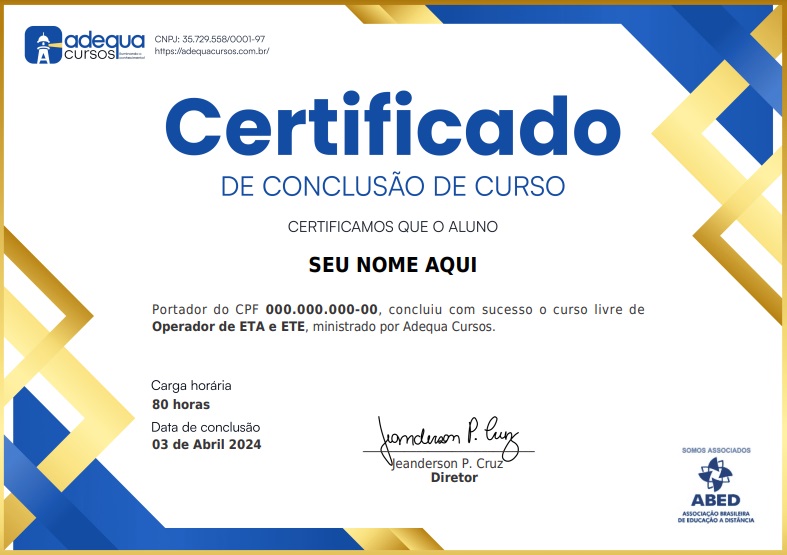 adequa
cursos
CNPJ: 35.729.558/0001-97
https://adequacursos.com.br/
Certificado
DE CONCLUSÃO DE CURSO
CERTIFICAMOS QUE O ALUNO
SEU NOME AQUI
Portador do CPF 000.000.000-00, concluiu com sucesso o curso livre de
Operador de ETA e ETE, ministrado por Adequa Cursos.
Carga horária
80 horas
Data de conclusão
03 de Abril 2024
Jeanderson P. Cruz
Jeanderson P. Cruz
Diretor
SOMOS ASSOCIADOS
ABED
ASSOCIAÇÃO BRASILEIRA
DE EDUCAÇÃO A DISTÂNCIA